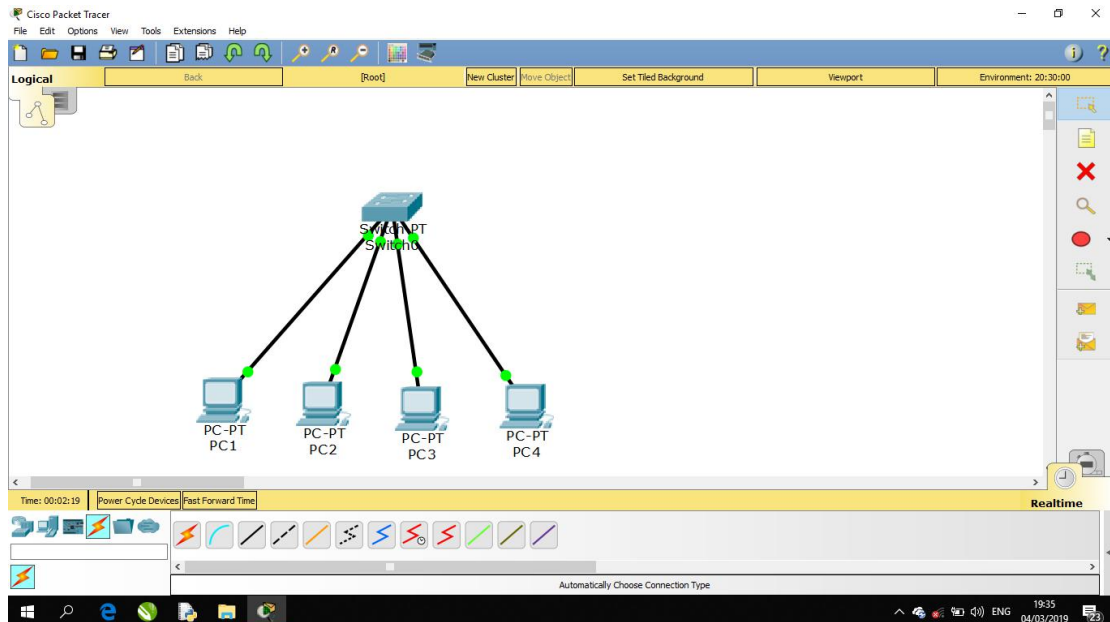 Cisco Packet Tracer
File Edit Options View Tools Extensions Help
Logical Back [Root] New Cluster Move Object Set Tiled Background Viewport Environment: 20:30:00
Switch-PT
Switch0
PC-PT
PC1
PC-PT
PC2
PC-PT
PC3
PC-PT
PC4
Time: 00:02:19 Power Cycle Devices Fast Forward Time Realtime
Automatically Choose Connection Type
ENG
19:35
04/03/2019
23